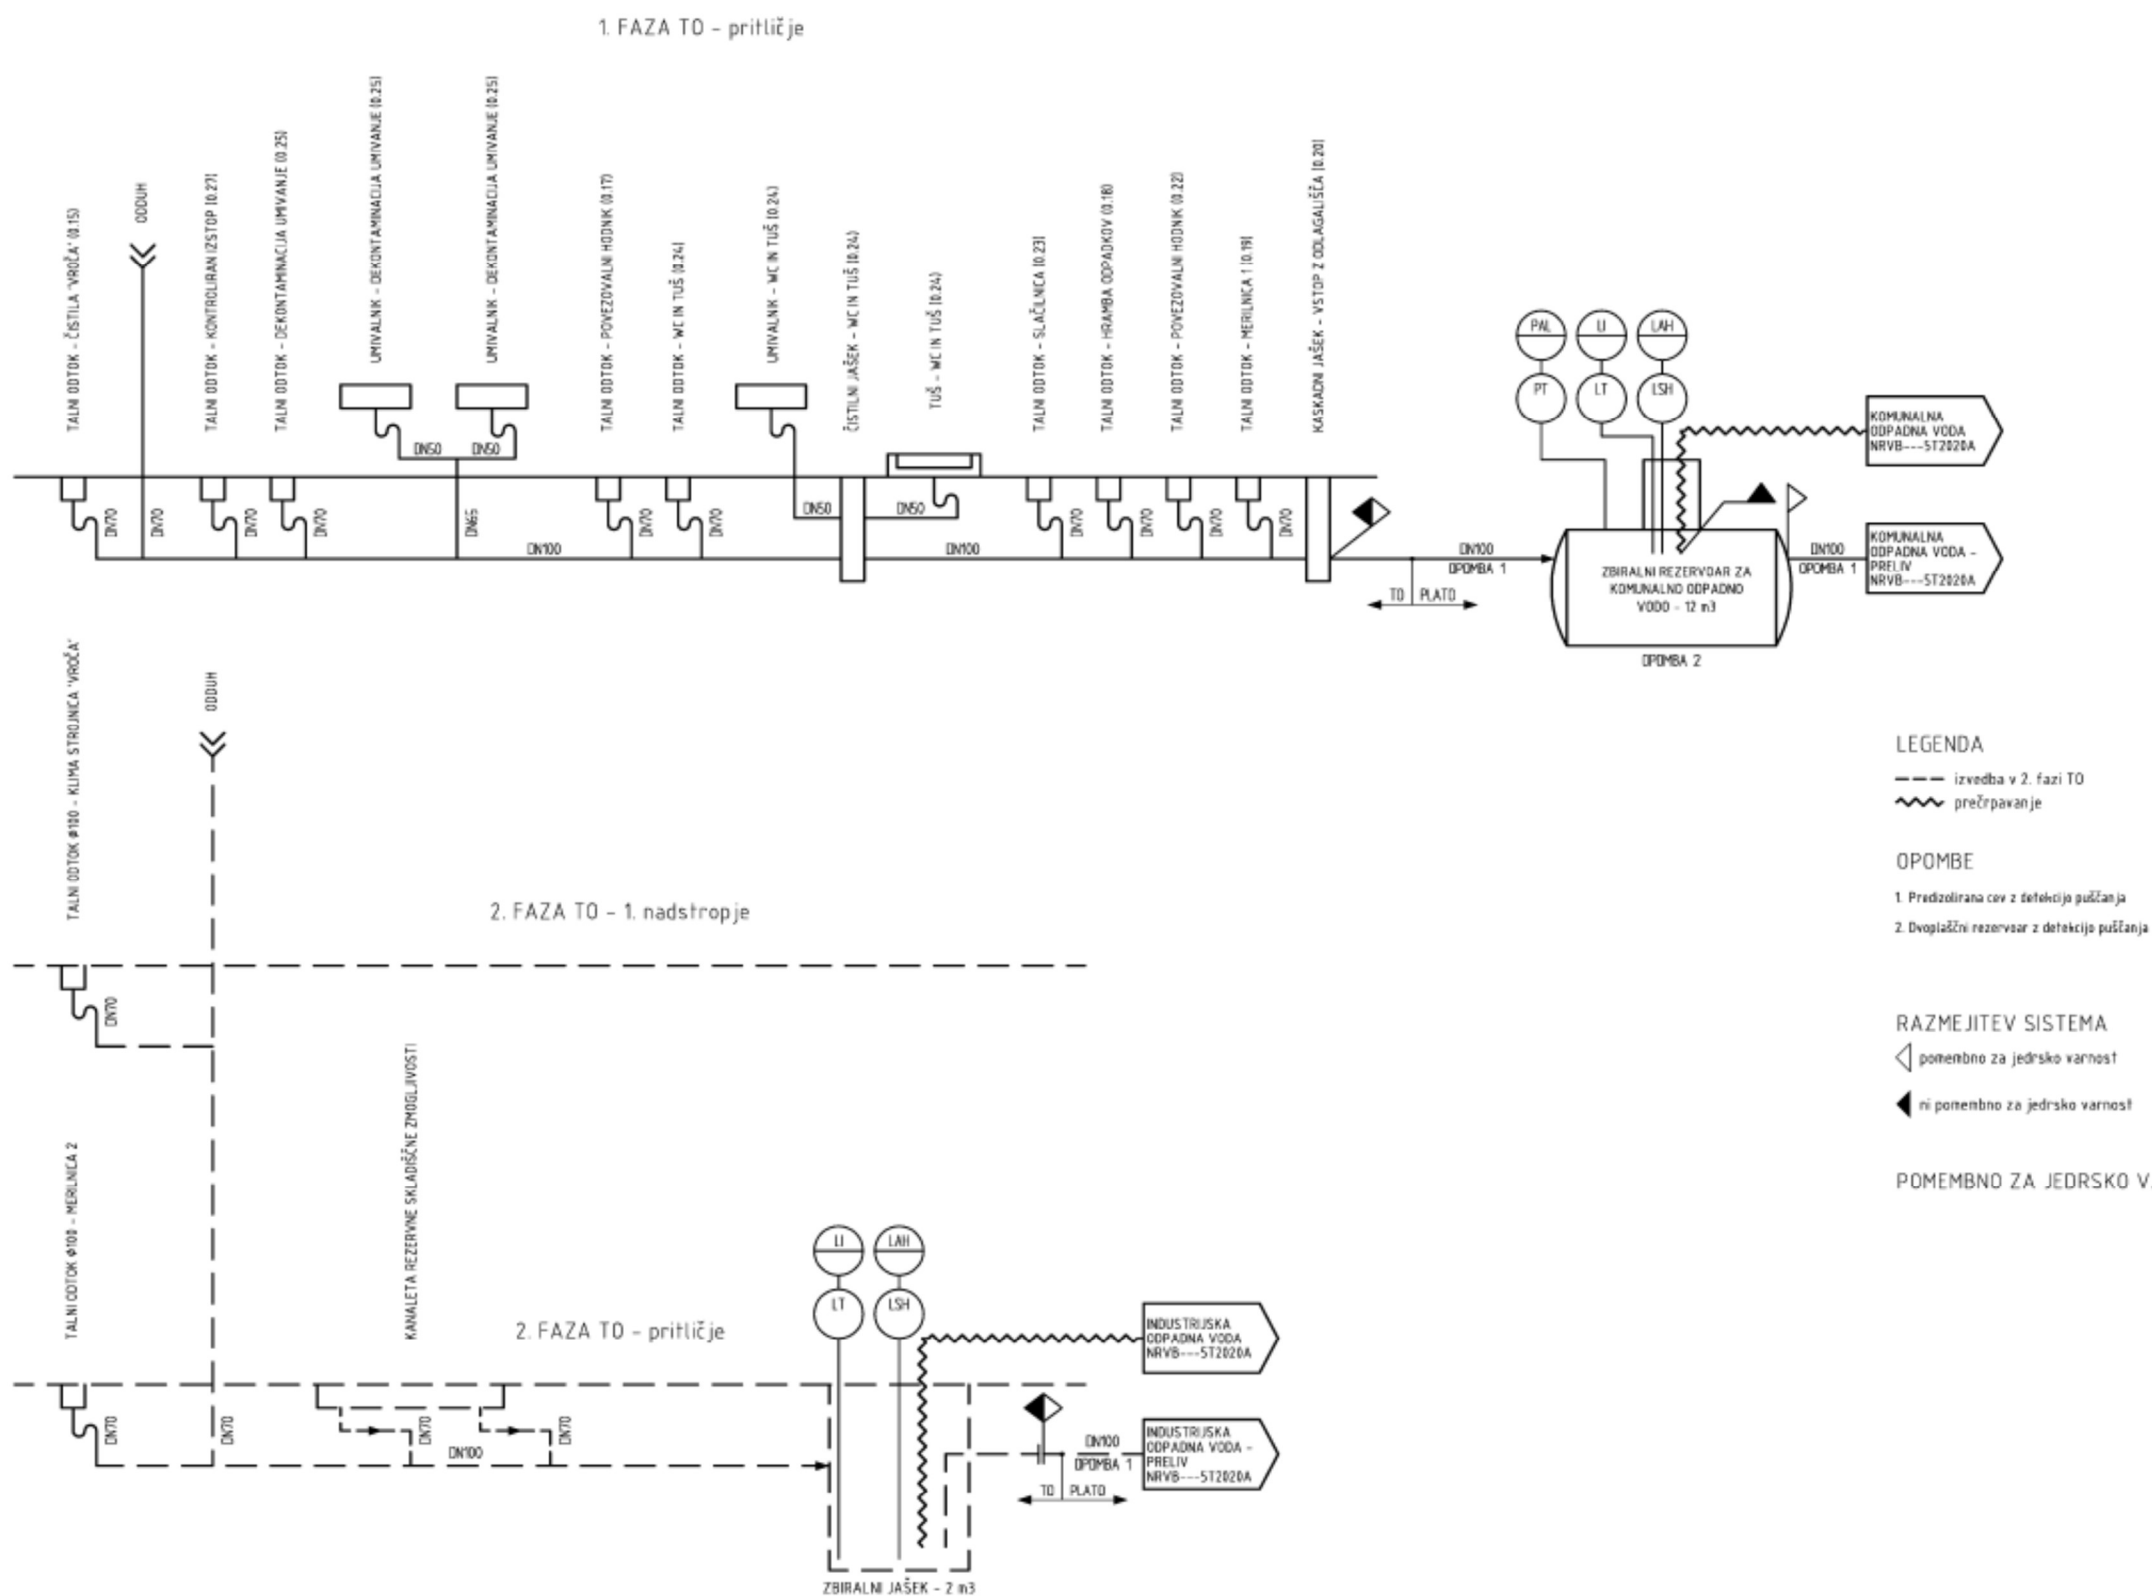 1. FAZA TO - pritličje
TALNI ODTOK - ČISTILA "VROČA" (0.15)
ODDUH
TALNI ODTOK - KONTROLIRAN IZSTOP (0.27)
TALNI ODTOK - DEKONTAMINACIJA UMIVANJE (0.25)
UMIVALNIK - DEKONTAMINACIJA UMIVANJE (0.25)
UMIVALNIK - DEKONTAMINACIJA UMIVANJE (0.25)
TALNI ODTOK - POVEZOVALNI HODNIK (0.17)
TALNI ODTOK - WC IN TUŠ (0.24)
UMIVALNIK - WC IN TUŠ (0.24)
ČISTILNI JAŠEK - WC IN TUŠ (0.24)
TUŠ - WC IN TUŠ (0.24)
TALNI ODTOK - SLAČILNICA (0.23)
TALNI ODTOK - HRAMBA ODPADKOV (0.18)
TALNI ODTOK - POVEZOVALNI HODNIK (0.22)
TALNI ODTOK - MERILNICA 1 (0.19)
KASKADNI JAŠEK - VSTOP Z ODLAGALIŠČA (0.20)
PAL
LI
LAH
PT
LT
LSH
KOMUNALNA
ODPADNA VODA
NRVB---5T2020A
DN50
DN50
DN70
DN70
DN70
DN70
DN65
DN100
DN70
DN70
DN50
DN50
DN100
DN70
DN70
DN70
DN70
DN100
OPOMBA 1
TO
PLATO
ZBIRALNI REZERVOAR ZA
KOMUNALNO ODPADNO
VODO - 12 m3
OPOMBA 2
DN100
OPOMBA 1
KOMUNALNA
ODPADNA VODA -
PRELIV
NRVB---5T2020A
TALNI ODTOK Φ100 - KLIMA STROJNICA "VROČA"
ODDUH
LEGENDA
izvedba v 2. fazi TO
prečrpavanje
OPOMBE
1. Predizolirana cev z detekcijo puščanja
2. Dvoplaščni rezervoar z detekcijo puščanja
2. FAZA TO - 1. nadstropje
DN70
RAZMEJITEV SISTEMA
pomembno za jedrsko varnost
ni pomembno za jedrsko varnost
POMEMBNO ZA JEDRSKO V
TALNI ODTOK Φ100 - MERILNICA 2
KANALETA REZERVNE SKLADIŠČNE ZMOGLJIVOSTI
2. FAZA TO - pritličje
LI
LAH
LT
LSH
INDUSTRIJSKA
ODPADNA VODA
NRVB---5T2020A
DN70
DN70
DN70
DN70
DN100
DN100
OPOMBA 1
TO
PLATO
INDUSTRIJSKA
ODPADNA VODA -
PRELIV
NRVB---5T2020A
ZBIRALNI JAŠEK - 2 m3